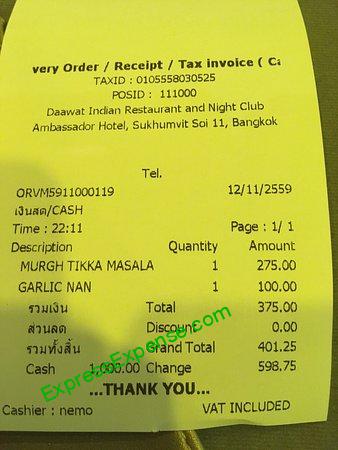 very Order / Receipt / Tax invoice ( Ca
TAXID : 0105558030525
POSID : 111000
Daawat Indian Restaurant and Night Club
Ambassador Hotel, Sukhumvit Soi 11, Bangkok
Tel.
ORVM5911000119 12/11/2559
เงินสด/CASH
Time : 22:11 Page : 1/ 1
Description Quantity Amount
MURGH TIKKA MASALA 1 275.00
GARLIC NAN 1 100.00
รวมเงิน Total 375.00
ส่วนลด Discount 0.00
รวมทั้งสิ้น Grand Total 401.25
Cash 1,000.00 Change 598.75
...THANK YOU...
Cashier : nemo VAT INCLUDED
ExpressExpense.com